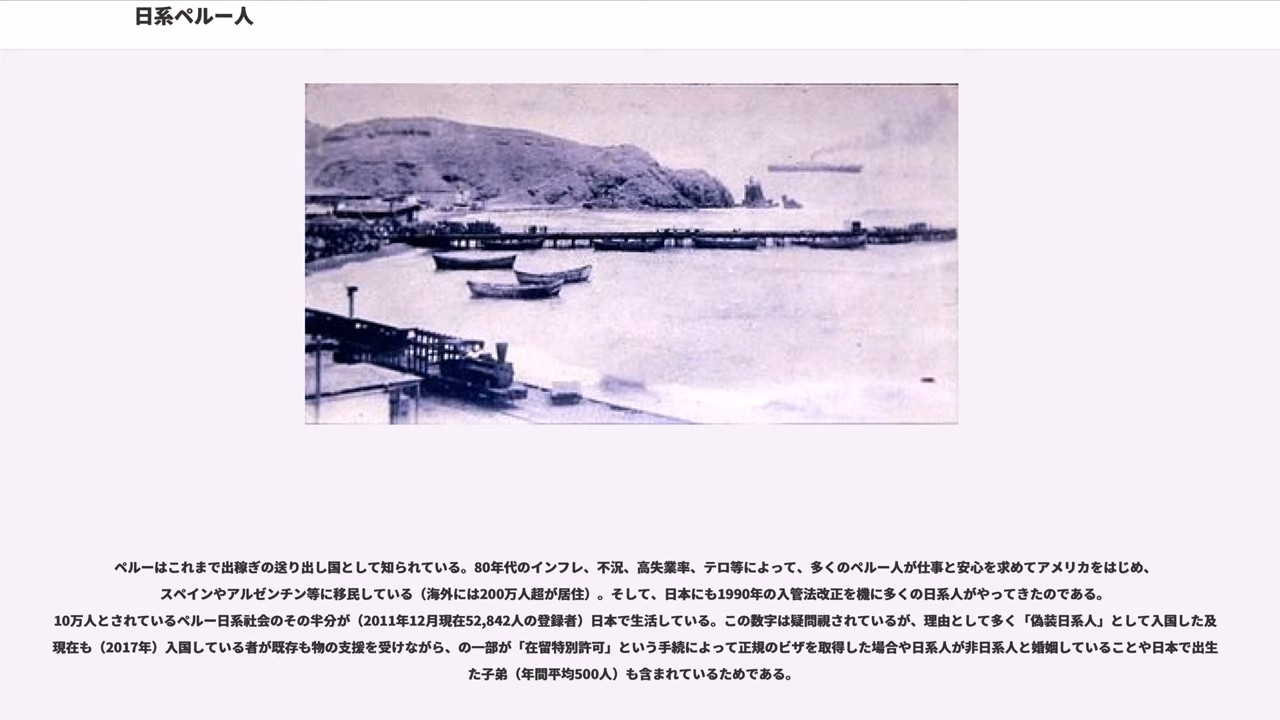 日系ペルー人
ペルーはこれまで出稼ぎの送り出し国として知られている。80年代のインフレ、不況、高失業率、テロ等によって、多くのペルー人が仕事と安心を求めてアメリカをはじめ、
スペインやアルゼンチン等に移民している（海外には200万人超が居住）。そして、日本にも1990年の入管法改正を機に多くの日系人がやってきたのである。
10万人とされているペルー日系社会のその半分が（2011年12月現在52,842人の登録者）日本で生活している。この数字は疑問視されているが、理由として多く「偽装日系人」として入国した及
現在も（2017年）入国している者が既存も物の支援を受けながら、の一部が「在留特別許可」という手続によって正規のビザを取得した場合や日系人が非日系人と婚姻していることや日本で出生
た子弟（年間平均500人）も含まれているためである。